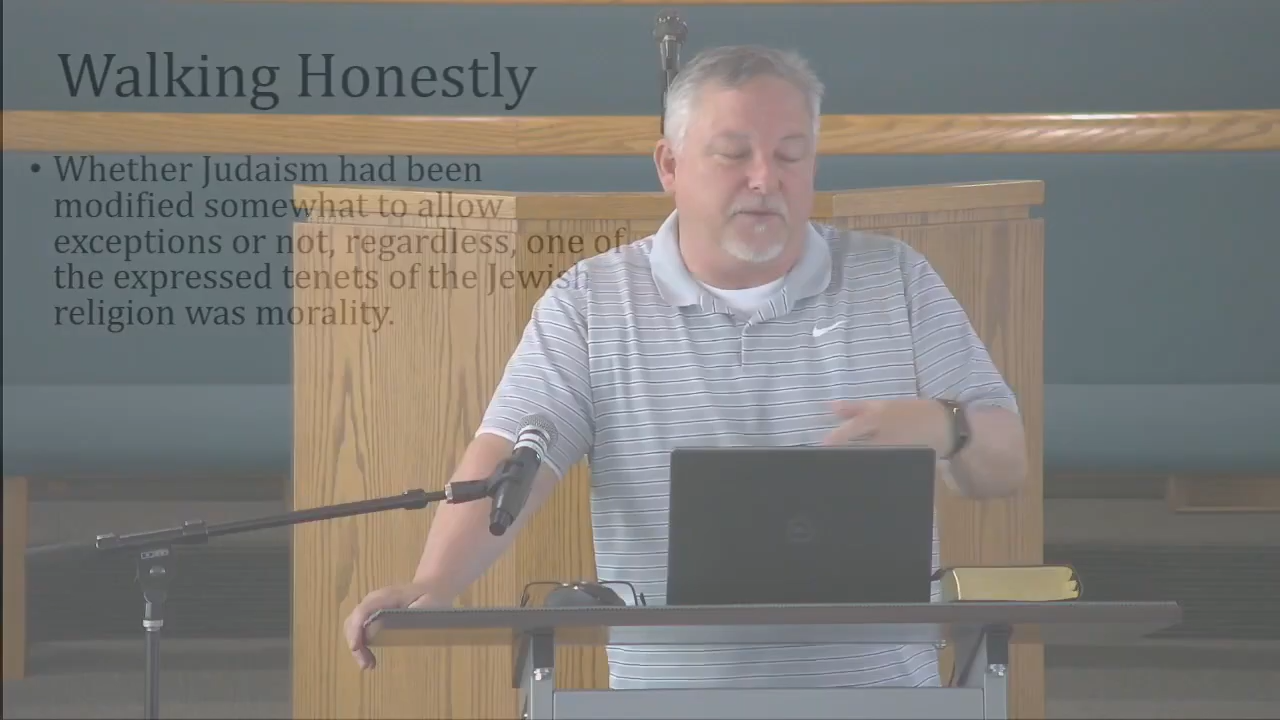 Walking Honestly
• Whether Judaism had been
modified somewhat to allow
exceptions or not, regardless, one of
the expressed tenets of the Jewish
religion was morality.